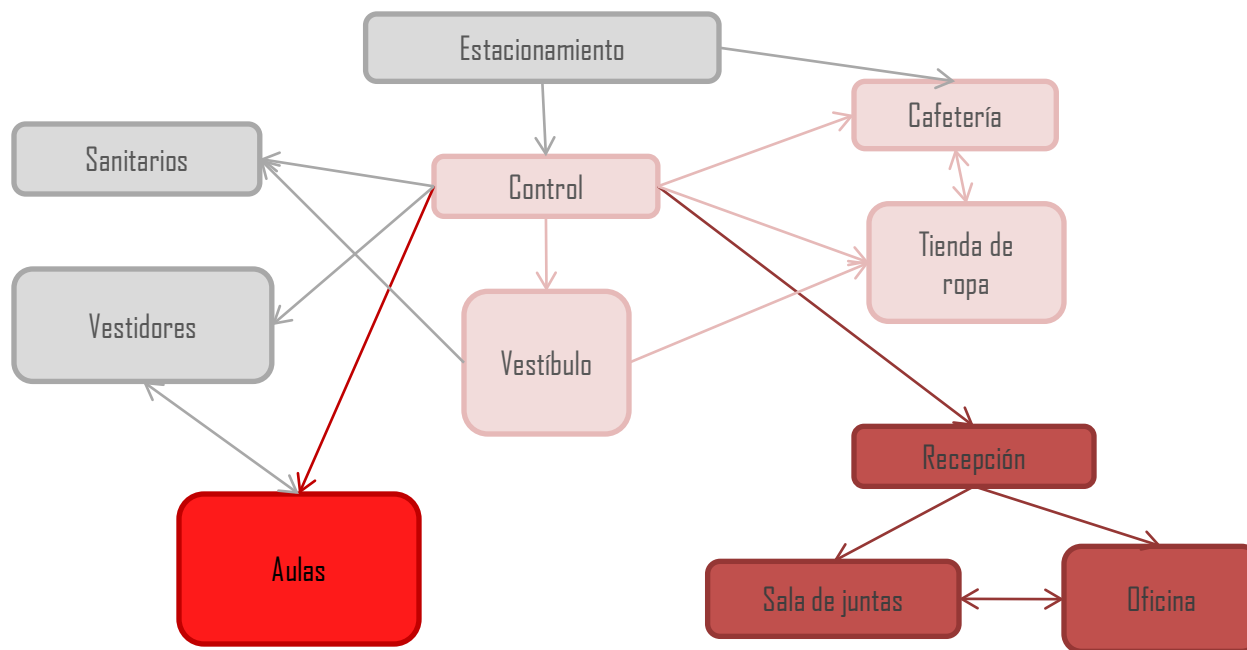 Estacionamiento
Cafetería
Sanitarios
Control
Tienda de
ropa
Vestidores
Vestíbulo
Recepción
Aulas
Sala de juntas
Oficina